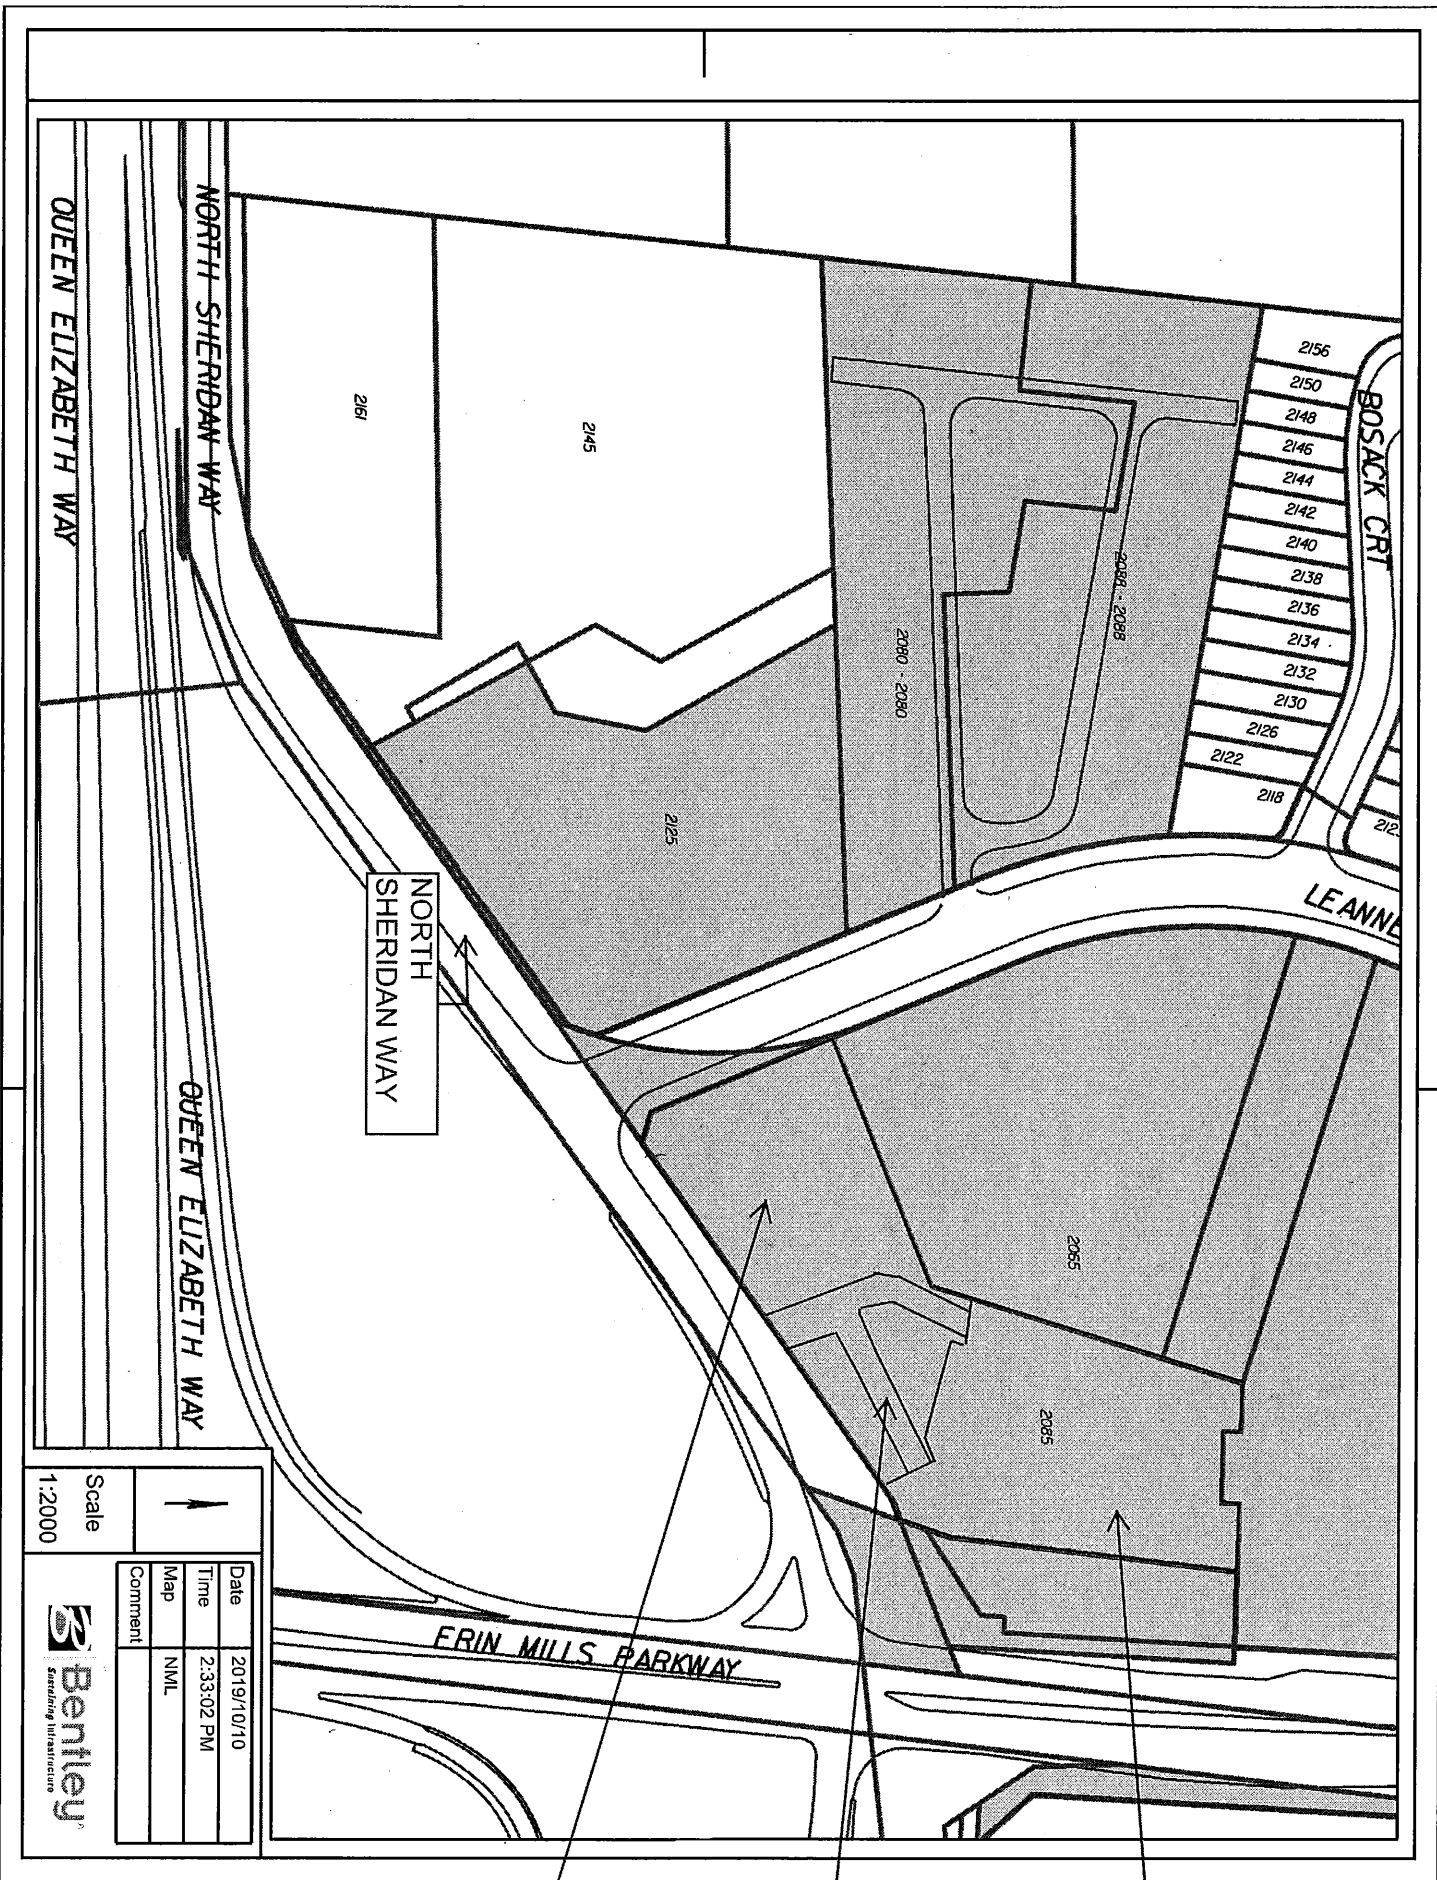 BOSACK CRT
2156
2150
2148
2146
2144
2142
2140
2138
2136
2134
2132
2130
2126
2122
2118
212
LEANNE
2088 - 2088
2080 - 2080
2145
2161
2125
2065
2085
NORTH SHERIDAN WAY
NORTH
SHERIDAN WAY
QUEEN ELIZABETH WAY
QUEEN ELIZABETH WAY
ERIN MILLS PARKWAY
Scale
1:2000
Date 2019/10/10
Time 2:33:02 PM
Map NML
Comment
Bentley
Sustaining Infrastructure